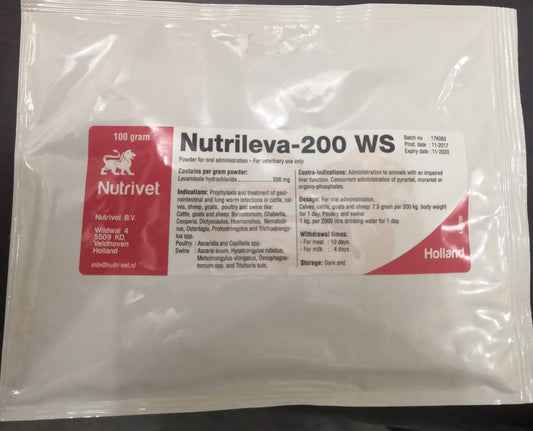 100 gram
Nutrivet
Nutrivet B.V.
Wildwal 4
5509 KD,
Veldhoven
Holland
info@nutri-vet.nl
Nutrileva-200 WS
Batch no : 17K083
Prod. date : 11-2017
Expiry date : 11-2020
Powder for oral administration - For veterinary use only
Contains per gram powder:
Levamisole hydrochloride 200 mg
Indications: Prophylaxis and treatment of gast-
rointestinal and lung worm infections in cattle, cal-
ves, sheep, goats, poultry and swine like:
Cattle, goats and sheep: Bunostomum, Chabertia,
Cooperia, Dictyocaulus, Haemonchus, Nematodi-
rus, Ostertagia, Protostrongylus and Trichostrongy-
lus spp.
Poultry : Ascaridia and Capillaria spp.
Swine : Ascaris suum, Hyostrongylus rubidus,
Metastrongylus elongatus, Oesophagos-
tomum spp. and Trichuris suis.
Contra-indications: Administration to animals with an impaired
liver function. Concurrent administration of pyrantel, morantel or
organo-phosphates.
Dosage: For oral administration.
Calves, cattle, goats and sheep: 7.5 gram per 200 kg. body weight
for 1 day. Poultry and swine:
1 kg. per 2000 litre drinking water for 1 day.
Withdrawal times:
- For meat : 10 days
- For milk : 4 days
Storage: Dark and
Holland